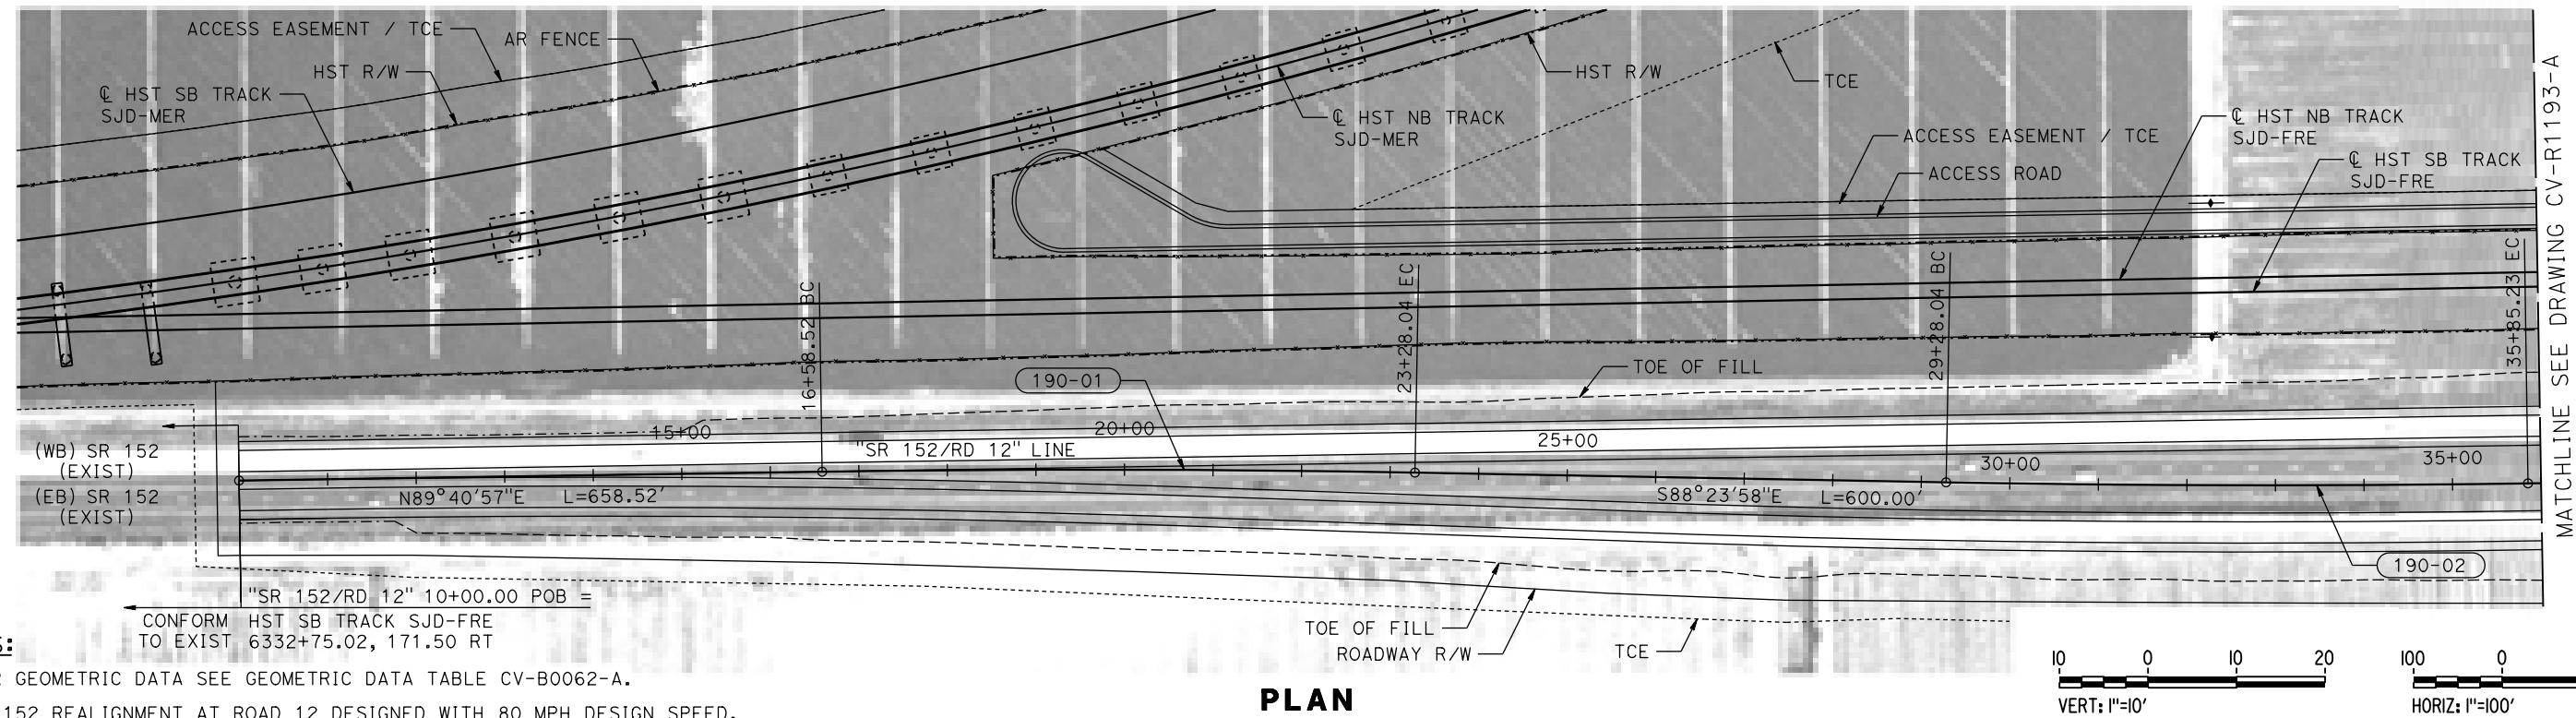 ACCESS EASEMENT / TCE
AR FENCE
HST R/W
℄ HST SB TRACK
SJD-MER
HST R/W
TCE
℄ HST NB TRACK
SJD-MER
℄ HST NB TRACK
SJD-FRE
ACCESS EASEMENT / TCE
℄ HST SB TRACK
SJD-FRE
ACCESS ROAD
MATCHLINE SEE DRAWING CV-R1193-A
16+58.52 BC
23+28.04 EC
29+28.04 BC
35+85.23 EC
TOE OF FILL
190-01
(WB) SR 152
(EXIST)
15+00
20+00
25+00
30+00
35+00
"SR 152/RD 12" LINE
(EB) SR 152
(EXIST)
N89°40'57"E L=658.52'
S88°23'58"E L=600.00'
190-02
"SR 152/RD 12" 10+00.00 POB =
CONFORM HST SB TRACK SJD-FRE
TO EXIST 6332+75.02, 171.50 RT
TOE OF FILL
ROADWAY R/W
TCE
GEOMETRIC DATA SEE GEOMETRIC DATA TABLE CV-B0062-A.
152 REALIGNMENT AT ROAD 12 DESIGNED WITH 80 MPH DESIGN SPEED.
PLAN
10 0 10 20
VERT: 1"=10'
100 0
HORIZ: 1"=100'